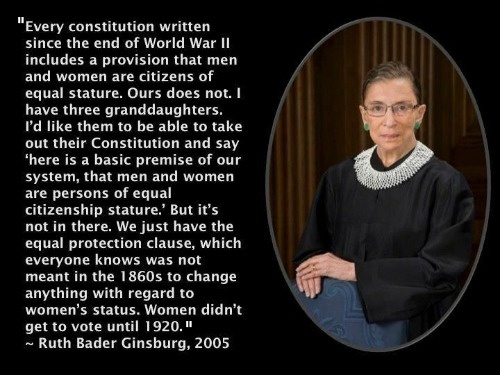 "Every constitution written
since the end of World War II
includes a provision that men
and women are citizens of
equal stature. Ours does not. I
have three granddaughters.
I'd like them to be able to take
out their Constitution and say
'here is a basic premise of our
system, that men and women
are persons of equal
citizenship stature.' But it's
not in there. We just have the
equal protection clause, which
everyone knows was not
meant in the 1860s to change
anything with regard to
women's status. Women didn't
get to vote until 1920."
~ Ruth Bader Ginsburg, 2005